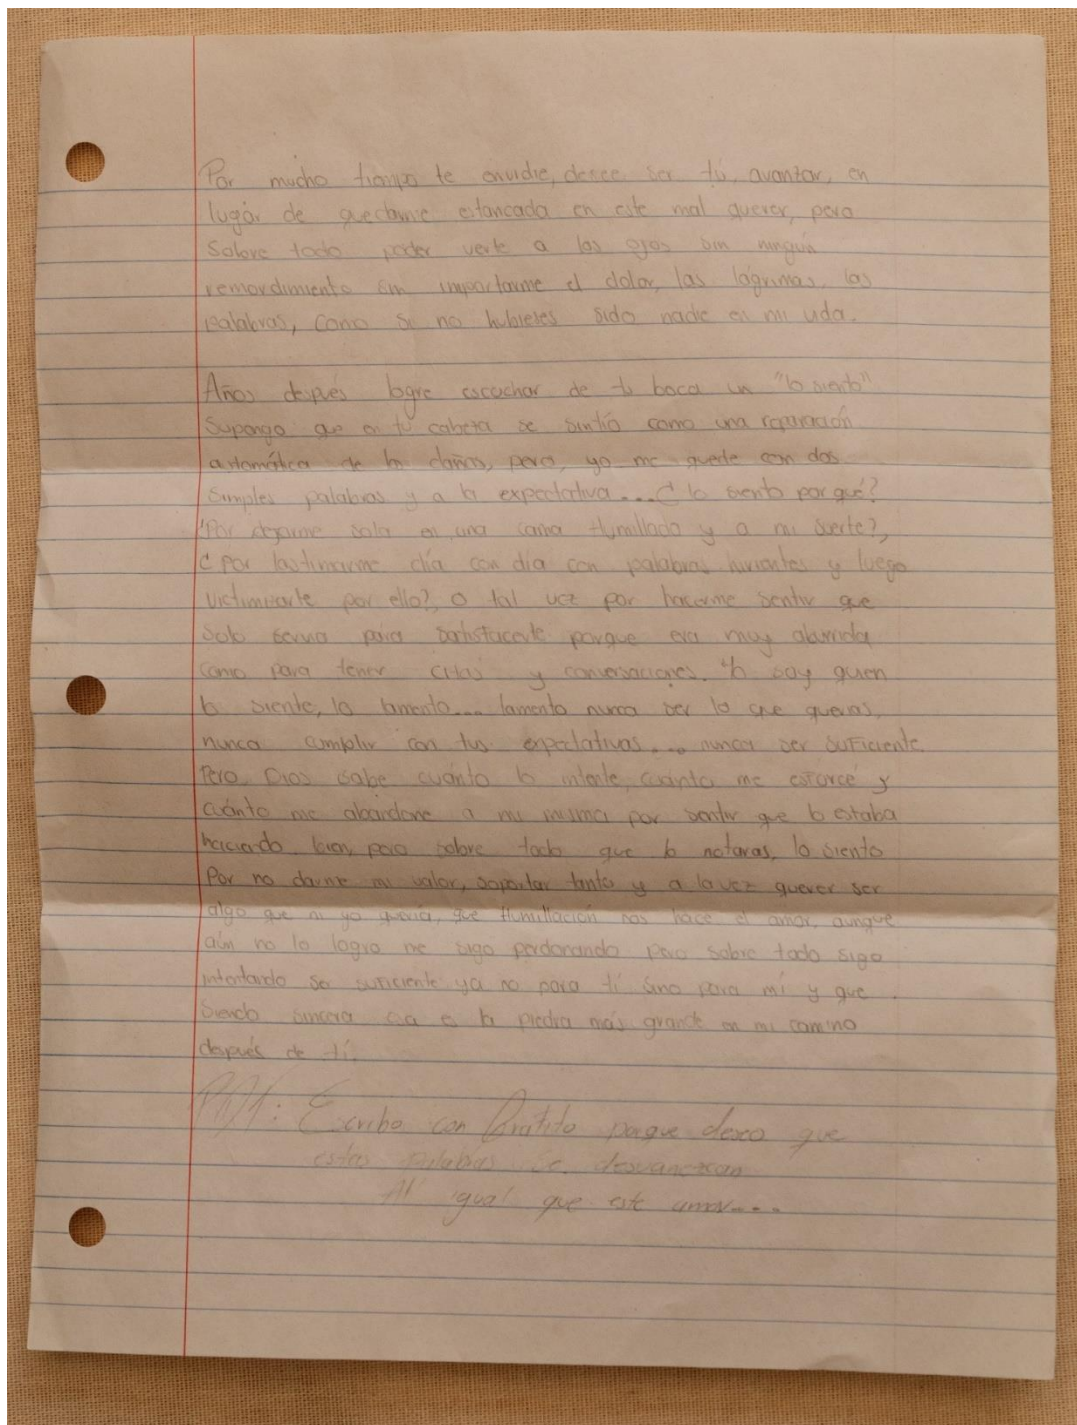 Por mucho tiempo te envidie, desee ser tú, avanzar, en
lugar de quedarme estancada en este mal querer, pero
Sobre todo poder verte a los ojos sin ningún
remordimiento sin importarme el dolor, las lágrimas, las
palabras, como si no hubieses sido nadie en mi vida.
Años después logre escuchar de tu boca un "lo siento"
Supongo que en tu cabeza se sintió como una reparación
automática de los daños, pero, yo me quede con dos
simples palabras y a la expectativa... ¿lo siento por qué?
¿Por dejarme sola en una cama Humillada y a mi suerte?,
¿Por lastimarme día con día con palabras hirientes y luego
victimizarte por ello?, o tal vez por hacerme sentir que
solo servia para satisfacerte porque era muy aburrida
como para tener citas y conversaciones. Yo soy quien
lo siente, lo lamento... lamento nunca ser lo que querias,
nunca cumplir con tus expectativas... nunca ser suficiente.
Pero Dios sabe cuánto lo intente, cuánto me esforcé y
cuánto me abandone a mi misma por sentir que lo estaba
haciendo bien, pero sobre todo que lo notaras, lo siento
Por no darme mi valor, soportar tanto y a la vez querer ser
algo que ni yo quería, que Humillación nos hace el amor, aunque
aún no lo logro me sigo perdonando pero sobre todo sigo
intentando ser suficiente ya no para tí sino para mí y que
Siendo sincera esa es la piedra más grande en mi camino
después de tí.
Escribo con Grafito porque deseo que
estas palabras se desvanezcan
Al igual que este amor....